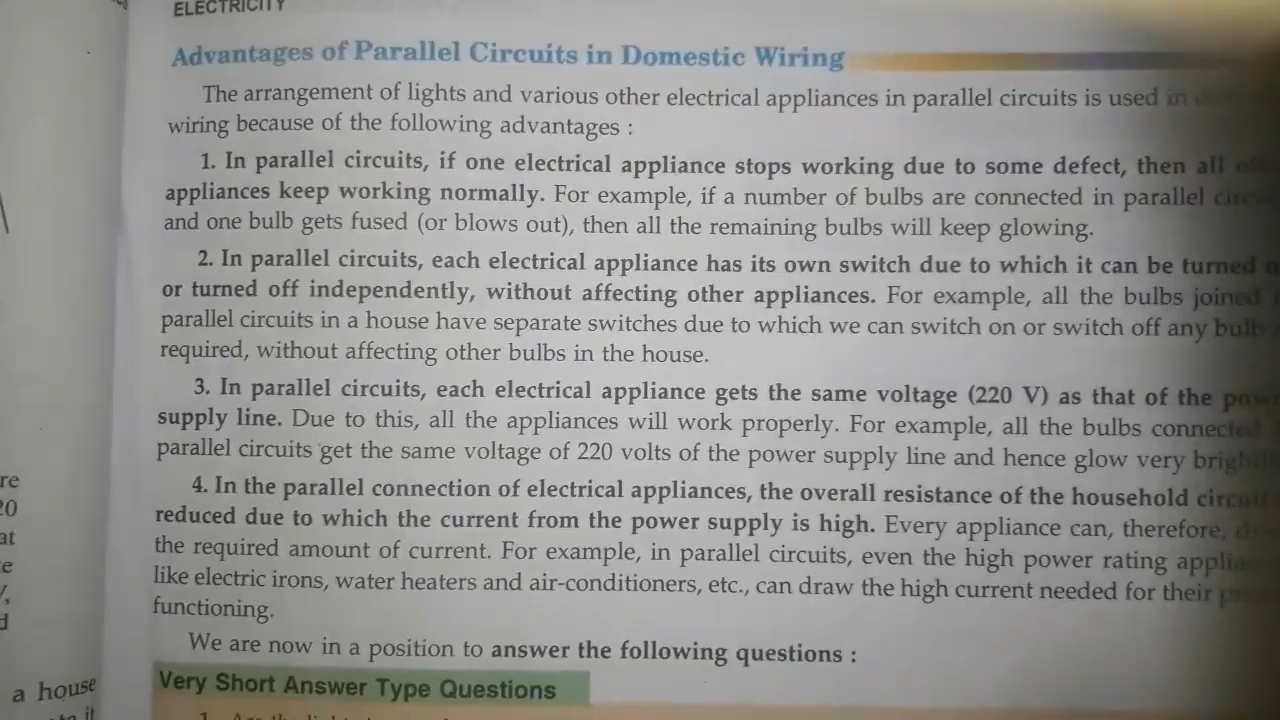 ELECTRICITY
Advantages of Parallel Circuits in Domestic Wiring
The arrangement of lights and various other electrical appliances in parallel circuits is used in
wiring because of the following advantages :
1. In parallel circuits, if one electrical appliance stops working due to some defect, then all
appliances keep working normally. For example, if a number of bulbs are connected in parallel
and one bulb gets fused (or blows out), then all the remaining bulbs will keep glowing.
2. In parallel circuits, each electrical appliance has its own switch due to which it can be turned
or turned off independently, without affecting other appliances. For example, all the bulbs joined
parallel circuits in a house have separate switches due to which we can switch on or switch off any bulb
required, without affecting other bulbs in the house.
3. In parallel circuits, each electrical appliance gets the same voltage (220 V) as that of the
supply line. Due to this, all the appliances will work properly. For example, all the bulbs connected
parallel circuits get the same voltage of 220 volts of the power supply line and hence glow very
4. In the parallel connection of electrical appliances, the overall resistance of the household
reduced due to which the current from the power supply is high. Every appliance can, therefore,
the required amount of current. For example, in parallel circuits, even the high power rating
like electric irons, water heaters and air-conditioners, etc., can draw the high current needed for their
functioning.
We are now in a position to answer the following questions :
Very Short Answer Type Questions
re
20
at
a house
it